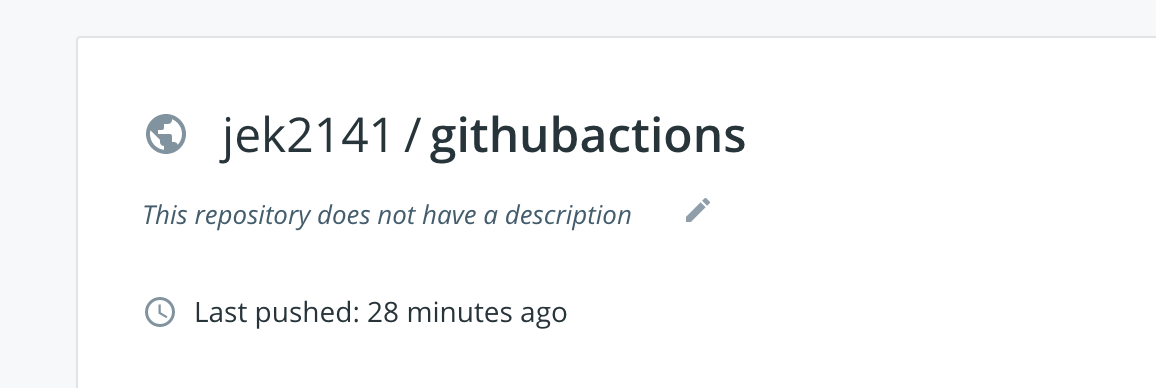 jek2141 / githubactions
This repository does not have a description
Last pushed: 28 minutes ago